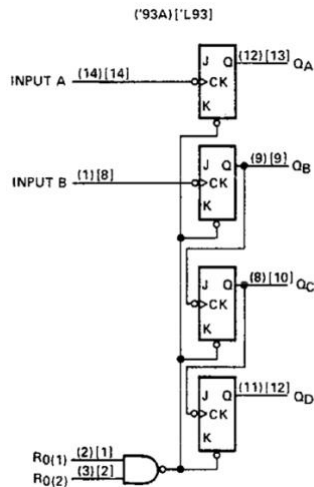 ('93A) ['L93]
J Q (12) [13] QA
INPUT A (14) [14] CK
K
J Q (9) [9] QB
INPUT B (1) [8] CK
K
J Q (8) [10] QC
CK
K
J Q (11) [12] QD
CK
R0(1) (2) [1] K
R0(2) (3) [2]